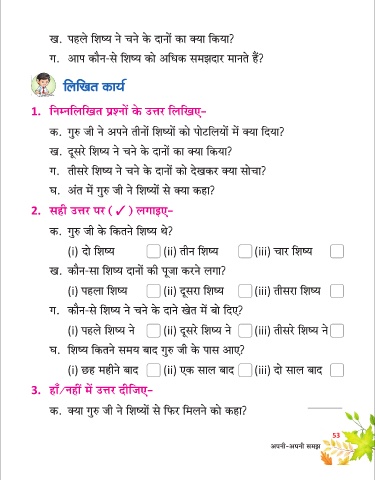 ख. पहले शिष्य ने चने के दानों का क्या किया?
ग. आप कौन-से शिष्य को अधिक समझदार मानते हैं?
लिखित कार्य
1. निम्नलिखित प्रश्नों के उत्तर लिखिए–
क. गुरु जी ने अपने तीनों शिष्यों को पोटलियों में क्या दिया?
ख. दूसरे शिष्य ने चने के दानों का क्या किया?
ग. तीसरे शिष्य ने चने के दानों को देखकर क्या सोचा?
घ. अंत में गुरु जी ने शिष्यों से क्या कहा?
2. सही उत्तर पर (✓) लगाइए–
क. गुरु जी के कितने शिष्य थे?
(i) दो शिष्य (ii) तीन शिष्य (iii) चार शिष्य
ख. कौन-सा शिष्य दानों की पूजा करने लगा?
(i) पहला शिष्य (ii) दूसरा शिष्य (iii) तीसरा शिष्य
ग. कौन-से शिष्य ने चने के दाने खेत में बो दिए?
(i) पहले शिष्य ने (ii) दूसरे शिष्य ने (iii) तीसरे शिष्य ने
घ. शिष्य कितने समय बाद गुरु जी के पास आए?
(i) छह महीने बाद (ii) एक साल बाद (iii) दो साल बाद
3. हाँ/नहीं में उत्तर दीजिए–
क. क्या गुरु जी ने शिष्यों से फिर मिलने को कहा?
53
अपनी-अपनी समझ